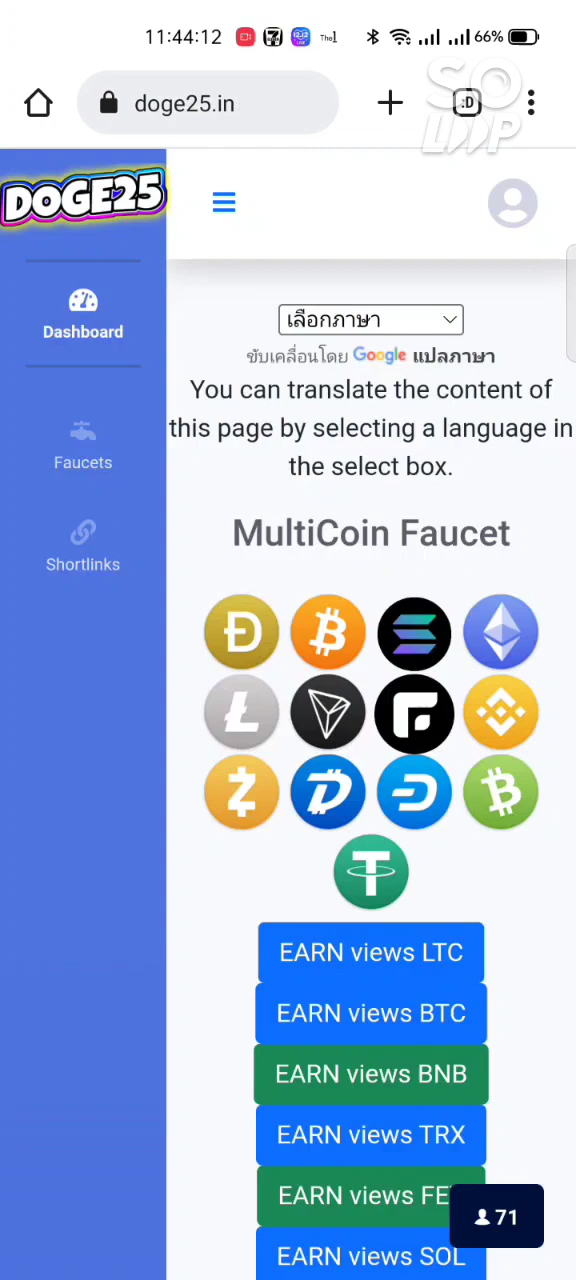 11:44:12
The1
66%
doge25.in
:D
SO
LOOP
DOGE25
Dashboard
Faucets
Shortlinks
เลือกภาษา
ขับเคลื่อนโดย Google แปลภาษา
You can translate the content of
this page by selecting a language in
the select box.
MultiCoin Faucet
EARN views LTC
EARN views BTC
EARN views BNB
EARN views TRX
EARN views FE
71
EARN views SOL